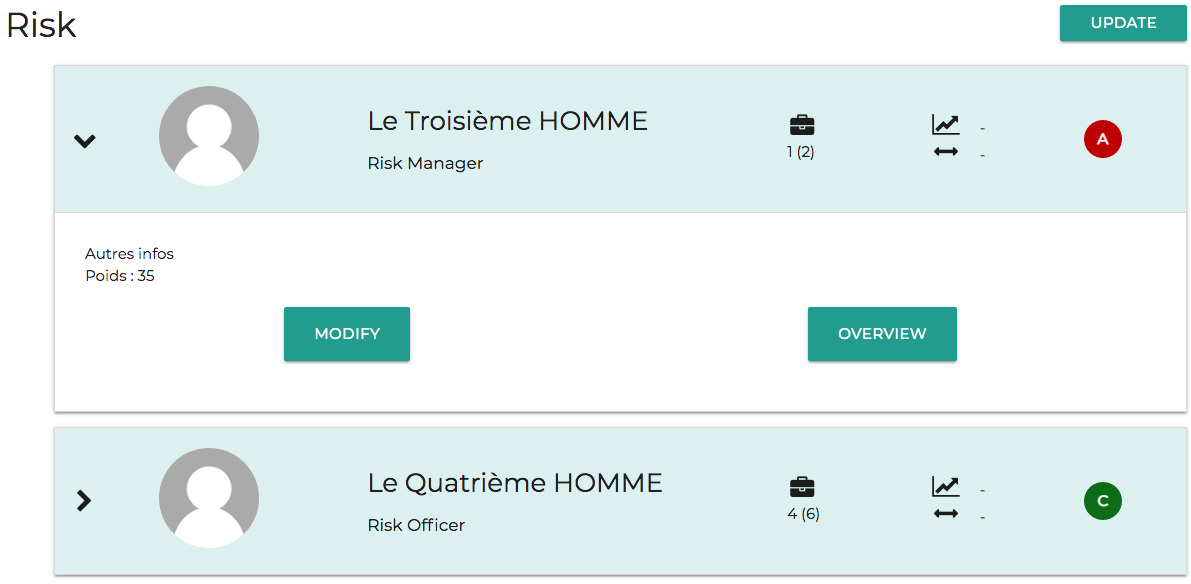 Risk
UPDATE
Le Troisième HOMME
Risk Manager
1 (2)
-
-
A
Autres infos
Poids : 35
MODIFY
OVERVIEW
Le Quatrième HOMME
Risk Officer
4 (6)
-
-
C